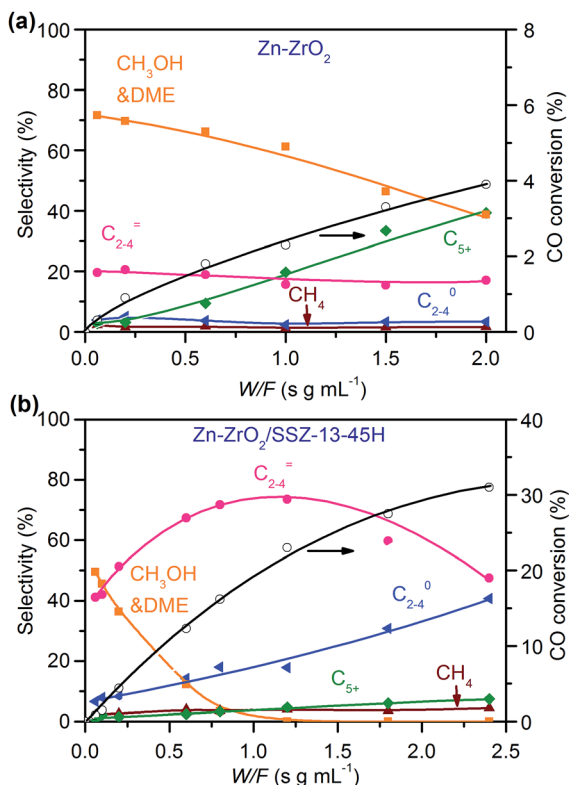 (a)
Zn-ZrO₂
CH₃OH
&DME
C₂₋₄⁼
C₅₊
CH₄
C₂₋₄⁰
Selectivity (%)
100
80
60
40
20
0
CO conversion (%)
8
6
4
2
0
0.0 0.5 1.0 1.5 2.0
W/F (s g mL⁻¹)
(b)
Zn-ZrO₂/SSZ-13-45H
C₂₋₄⁼
CH₃OH
&DME
C₂₋₄⁰
C₅₊
CH₄
Selectivity (%)
100
80
60
40
20
0
CO conversion (%)
40
30
20
10
0
0.0 0.5 1.0 1.5 2.0 2.5
W/F (s g mL⁻¹)